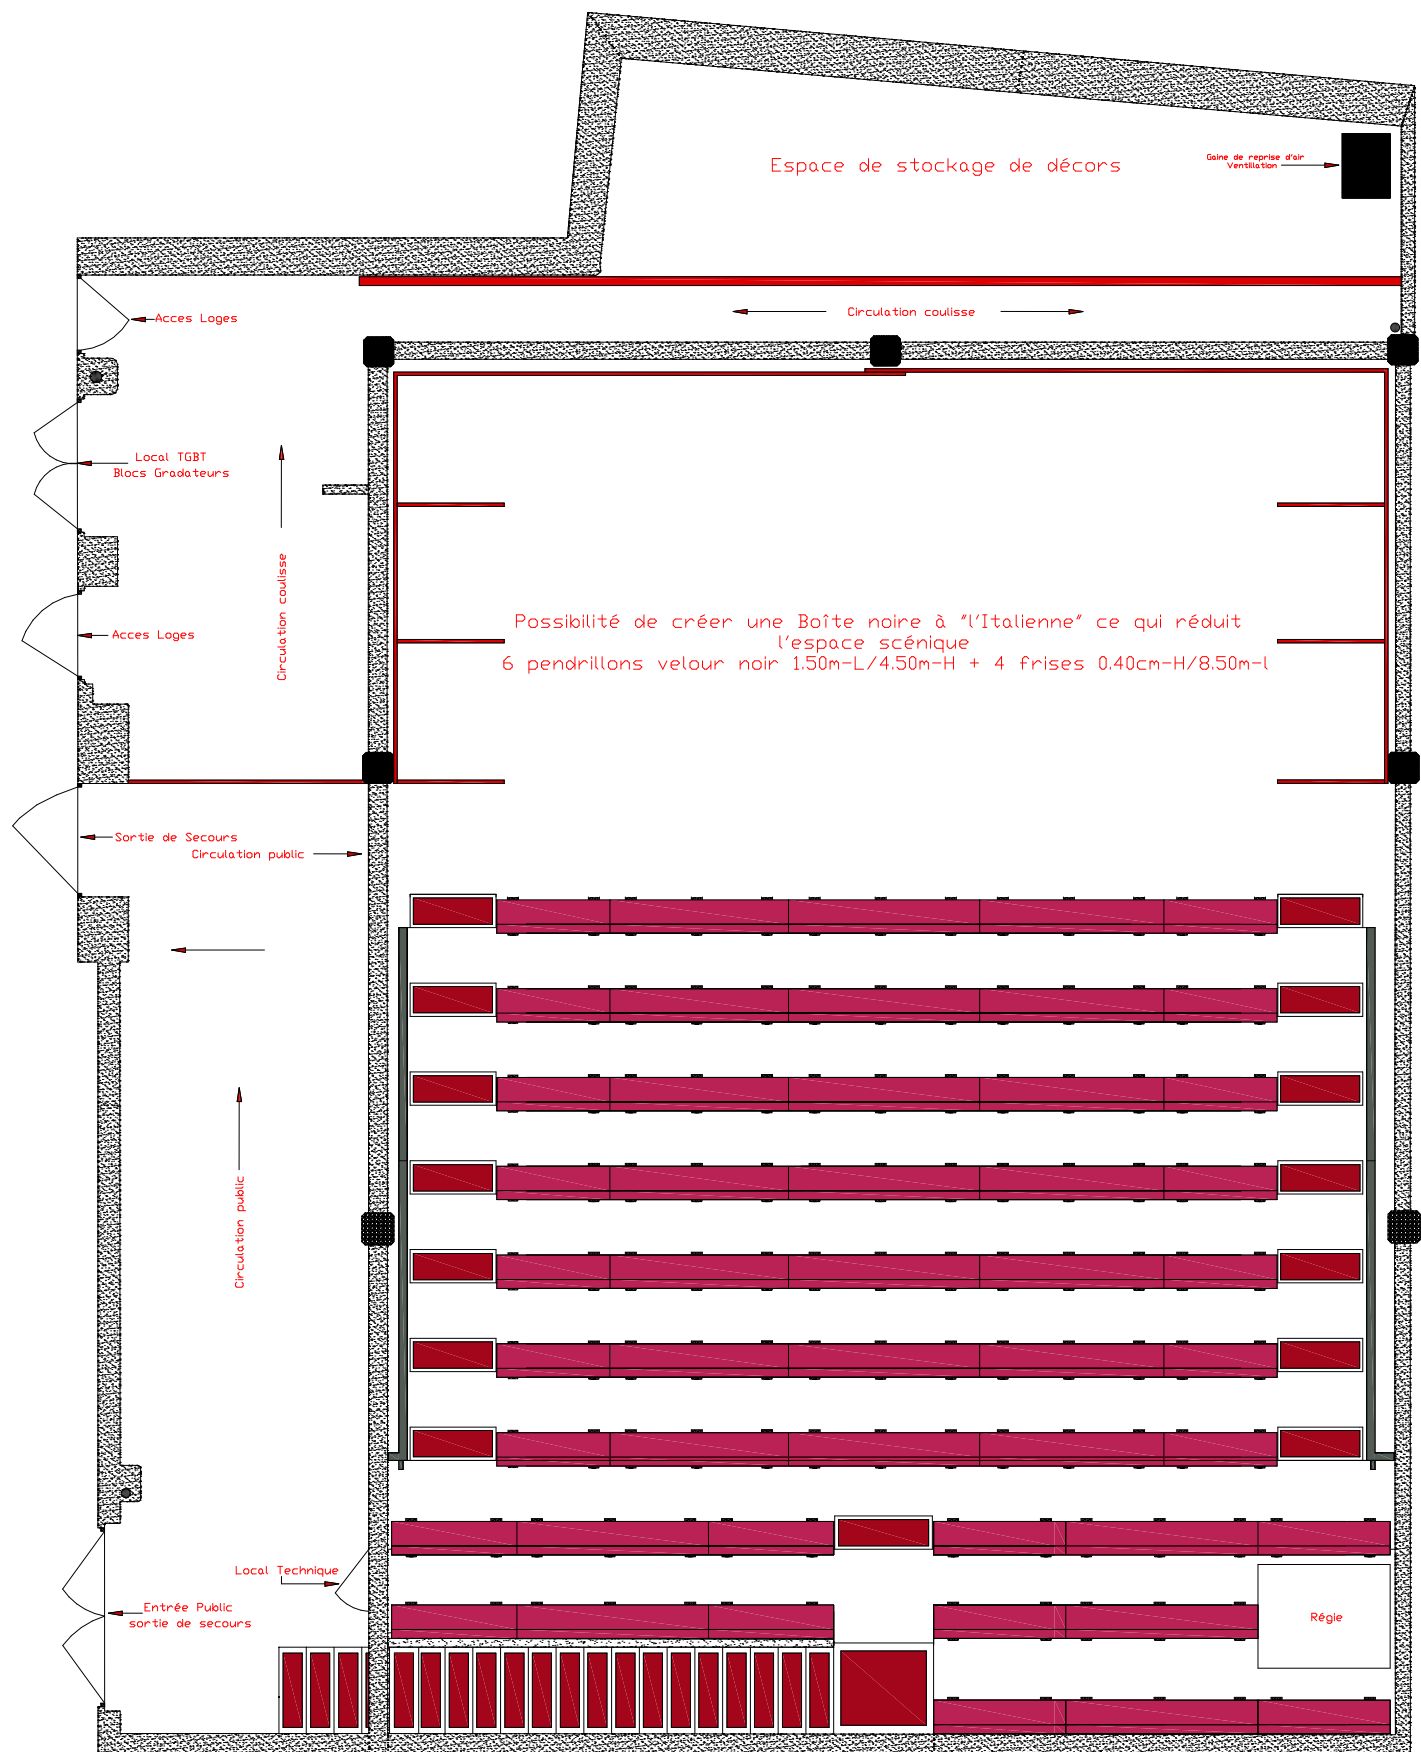 Espace de stockage de décors
Gaine de reprise d'air
Ventillation
Circulation coulisse
Acces Loges
Local TGBT
Blocs Gradateurs
Circulation coulisse
Acces Loges
Possibilité de créer une Boîte noire à "l'Italienne" ce qui réduit
l'espace scénique
6 pendrillons velour noir 1.50m-L/4.50m-H + 4 frises 0.40cm-H/8.50m-l
Sortie de Secours
Circulation public
Circulation public
Local Technique
Entrée Public
sortie de secours
Régie